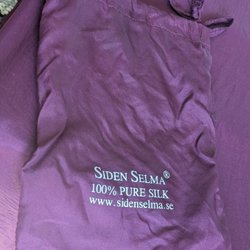 SIDEN SELMA®
100% PURE SILK
www.sidenselma.se